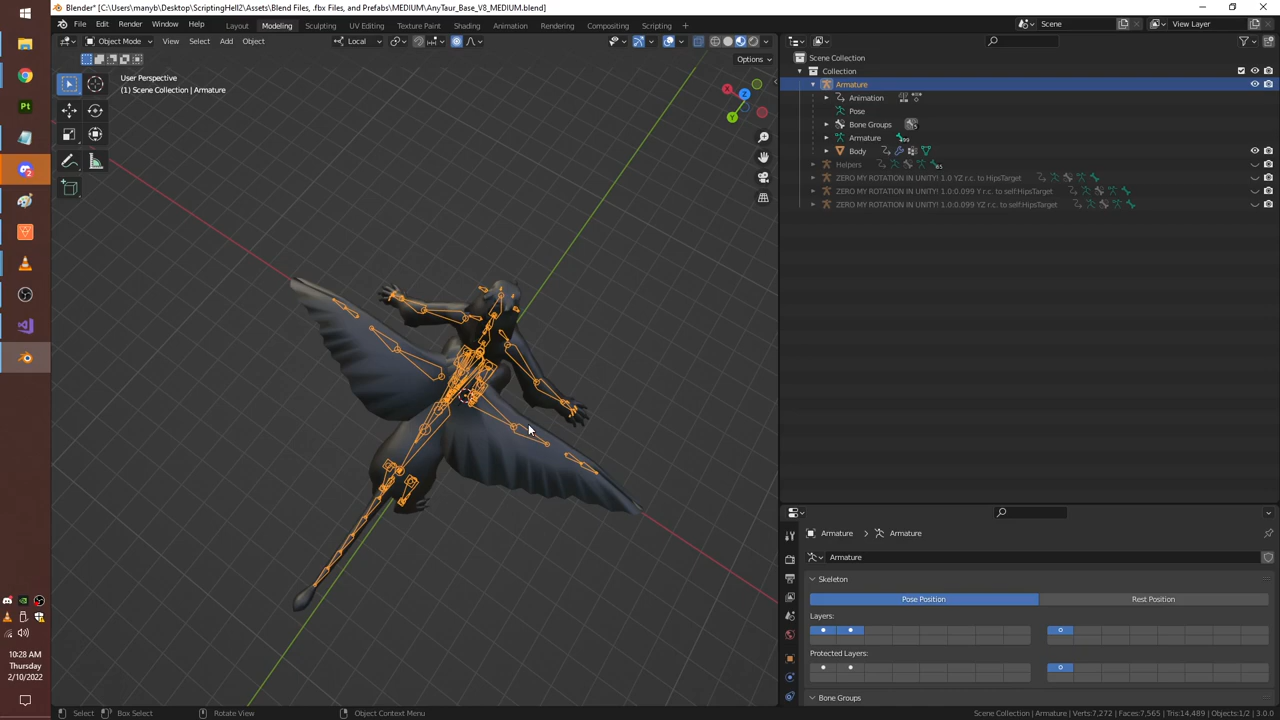 Blender* [C:\Users\manyb\Desktop\ScriptingHell2\Assets\Blend Files, .fbx Files, and Prefabs\MEDIUM\AnyTaur_Base_V8_MEDIUM.blend]
File Edit Render Window Help Layout Modeling Sculpting UV Editing Texture Paint Shading Animation Rendering Compositing Scripting + Scene View Layer
Object Mode View Select Add Object Local
Options
User Perspective
(1) Scene Collection | Armature
X
Y
Z
Scene Collection
Collection
Armature
Animation
Pose
Bone Groups 5
Armature 499
Body
Helpers 65
ZERO MY ROTATION IN UNITY! 1.0 YZ r.c. to HipsTarget
ZERO MY ROTATION IN UNITY! 1.0:0.099 Y r.c. to self:HipsTarget
ZERO MY ROTATION IN UNITY! 1.0:0.099 YZ r.c. to self:HipsTarget
Armature > Armature
Armature
Skeleton
Pose Position Rest Position
Layers:
Protected Layers:
Bone Groups
Pt
10:28 AM
Thursday
2/10/2022
Select Box Select Rotate View Object Context Menu
Scene Collection | Armature | Verts:7,272 | Faces:7,565 | Tris:14,489 | Objects:1/2 | 3.0.0